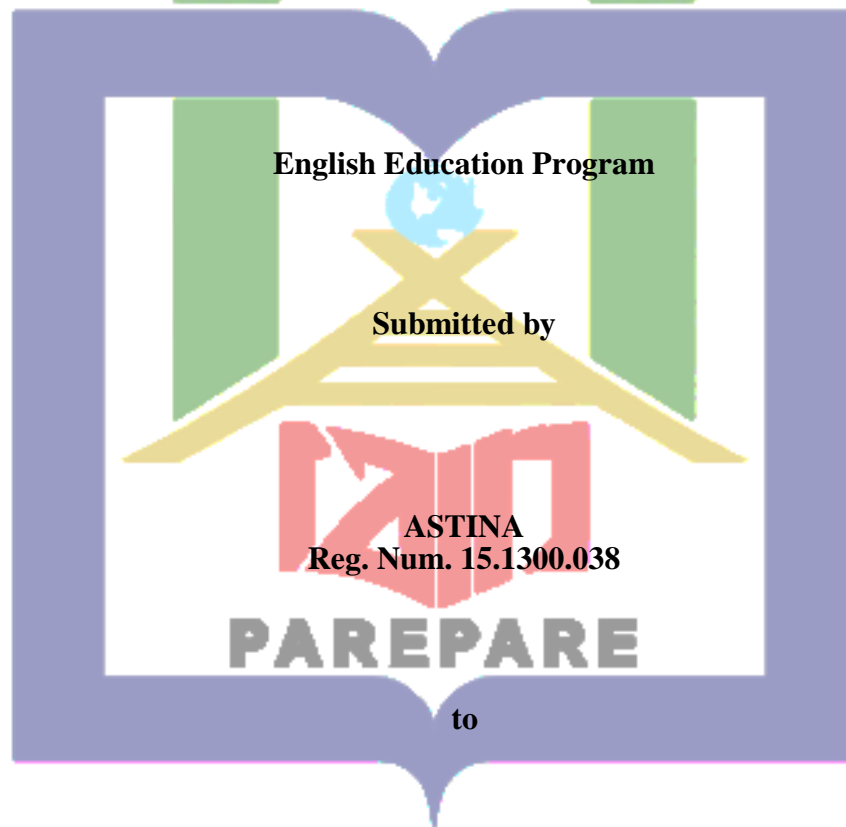 English Education Program
Submitted by
ASTINA
Reg. Num. 15.1300.038
PAREPARE
to